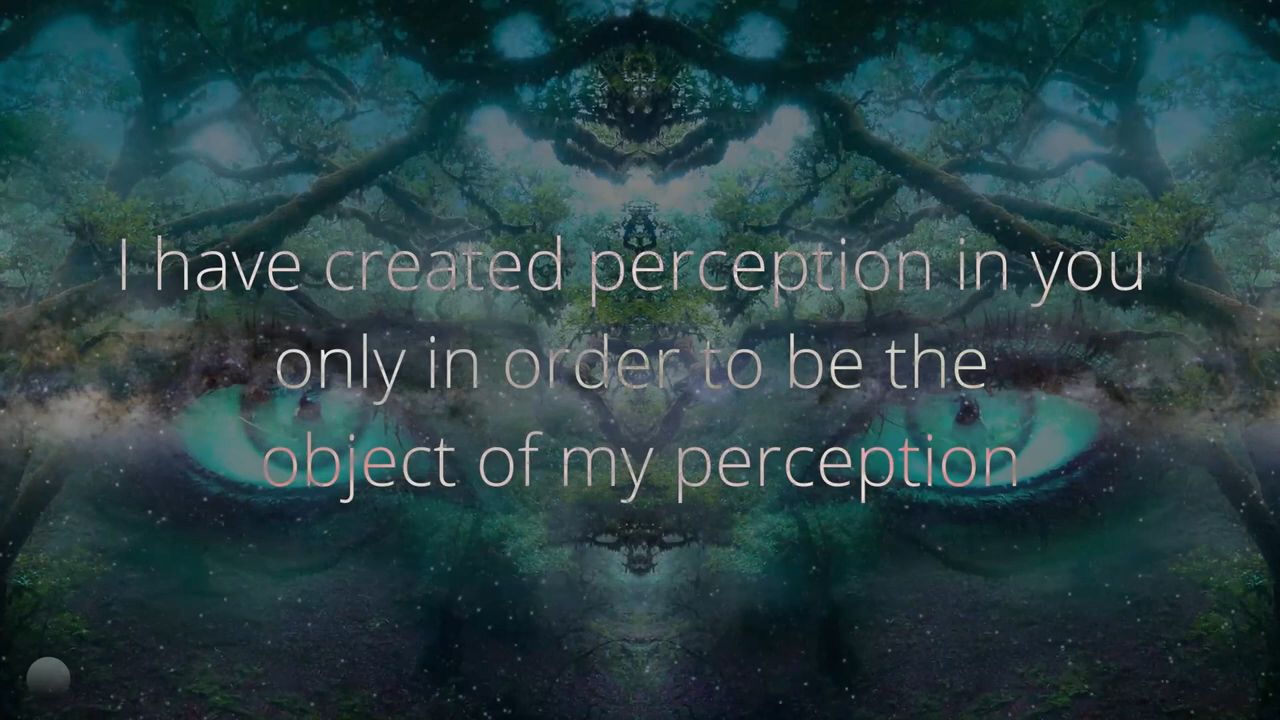 I have created perception in you
only in order to be the
object of my perception